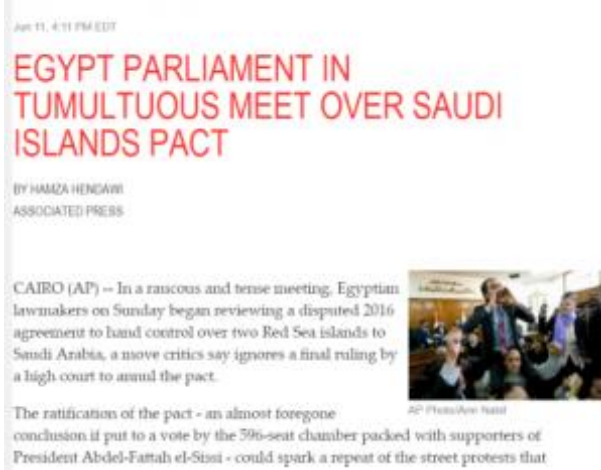 Jun 11, 4:11 PM EDT
EGYPT PARLIAMENT IN
TUMULTUOUS MEET OVER SAUDI
ISLANDS PACT
BY HAMZA HENDAWI
ASSOCIATED PRESS
CAIRO (AP) -- In a raucous and tense meeting, Egyptian
lawmakers on Sunday began reviewing a disputed 2016
agreement to hand control over two Red Sea islands to
Saudi Arabia, a move critics say ignores a final ruling by
a high court to annul the pact.
AP Photo/Amr Nabil
The ratification of the pact - an almost foregone
conclusion if put to a vote by the 596-seat chamber packed with supporters of
President Abdel-Fattah el-Sissi - could spark a repeat of the street protests that